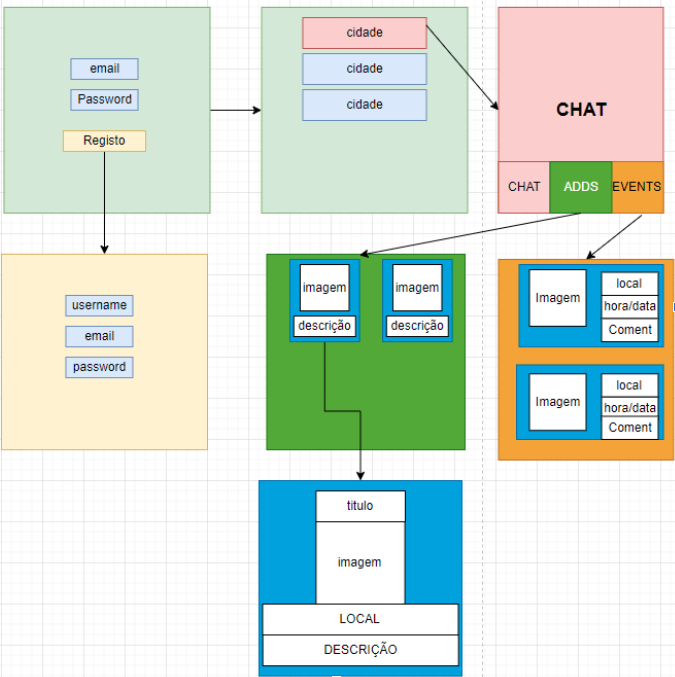 email
Password
Registo
cidade
cidade
cidade
CHAT
CHAT
ADDS
EVENTS
username
email
password
imagem
descrição
imagem
descrição
Imagem
local
hora/data
Coment
Imagem
local
hora/data
Coment
titulo
imagem
LOCAL
DESCRIÇÃO